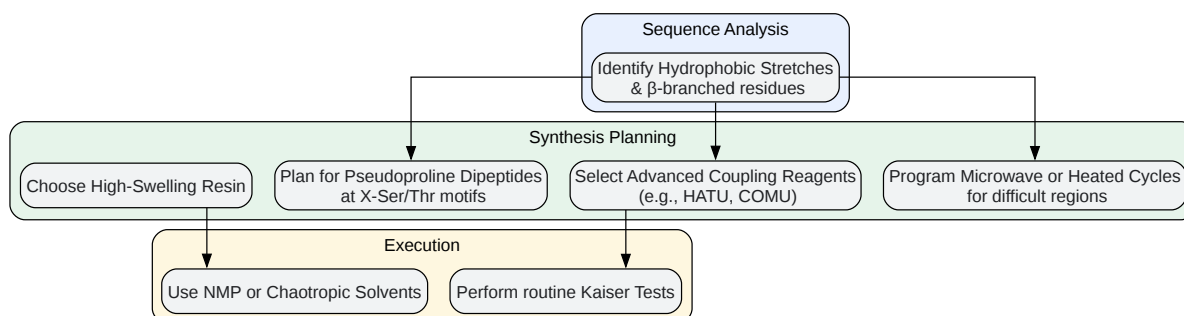 Sequence Analysis
Identify Hydrophobic Stretches
& β-branched residues
Synthesis Planning
Choose High-Swelling Resin
Plan for Pseudoproline Dipeptides
at X-Ser/Thr motifs
Select Advanced Coupling Reagents
(e.g., HATU, COMU)
Program Microwave or Heated Cycles
for difficult regions
Execution
Use NMP or Chaotropic Solvents
Perform routine Kaiser Tests